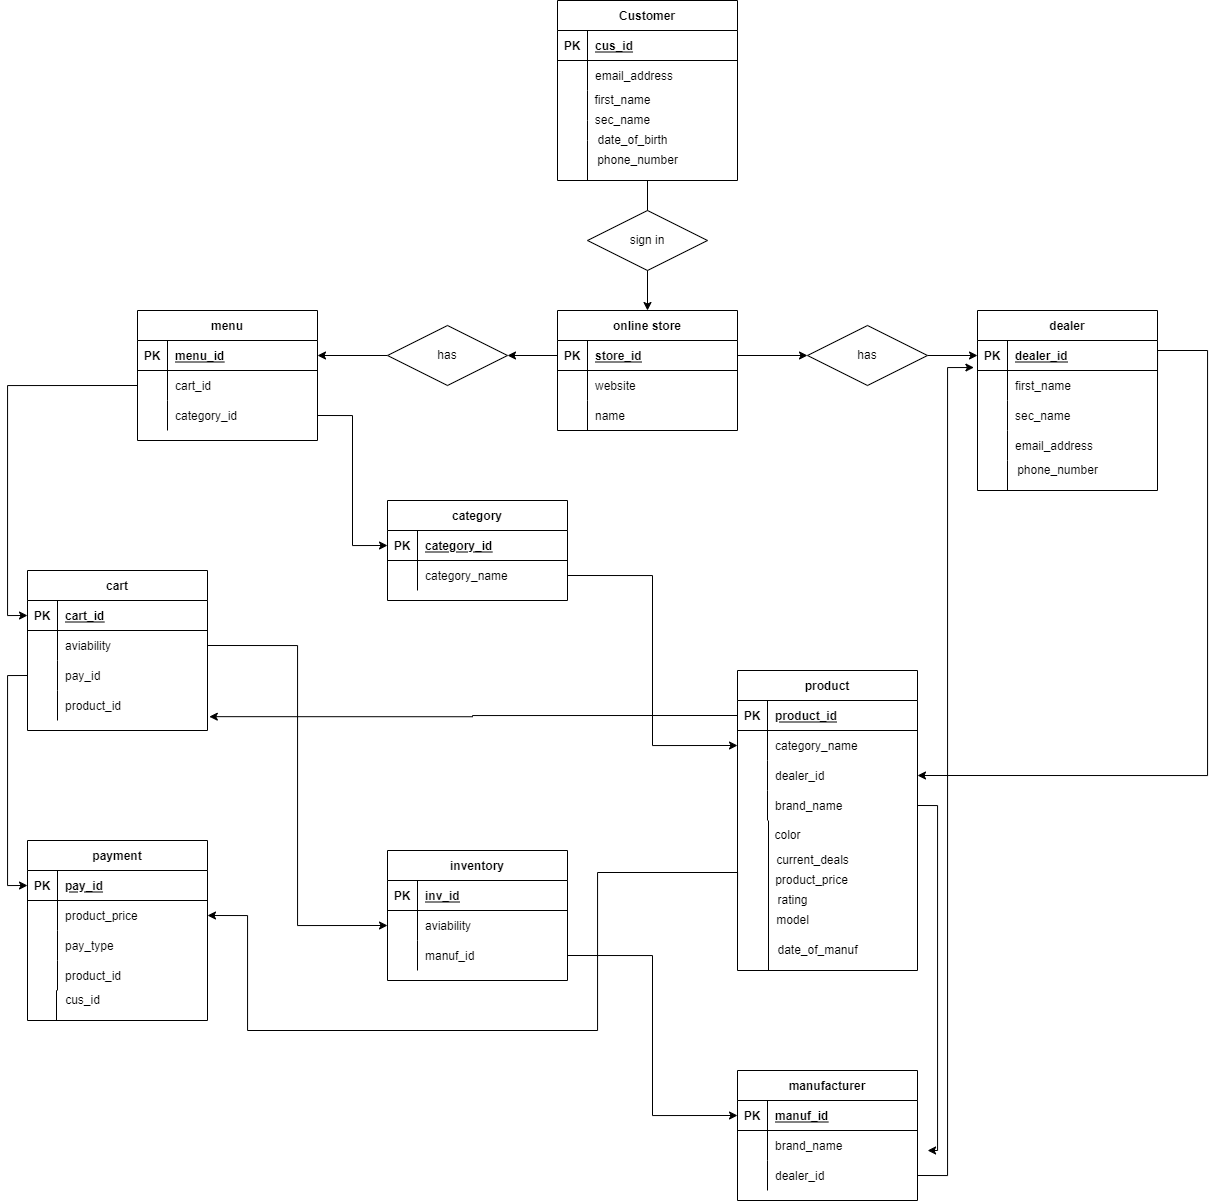 Customer
PK cus_id
email_address
first_name
sec_name
date_of_birth
phone_number
sign in
menu
PK menu_id
cart_id
category_id
has
online store
PK store_id
website
name
has
dealer
PK dealer_id
first_name
sec_name
email_address
phone_number
category
PK category_id
category_name
cart
PK cart_id
aviability
pay_id
product_id
product
PK product_id
category_name
dealer_id
brand_name
color
current_deals
product_price
rating
model
date_of_manuf
payment
PK pay_id
product_price
pay_type
product_id
cus_id
inventory
PK inv_id
aviability
manuf_id
manufacturer
PK manuf_id
brand_name
dealer_id